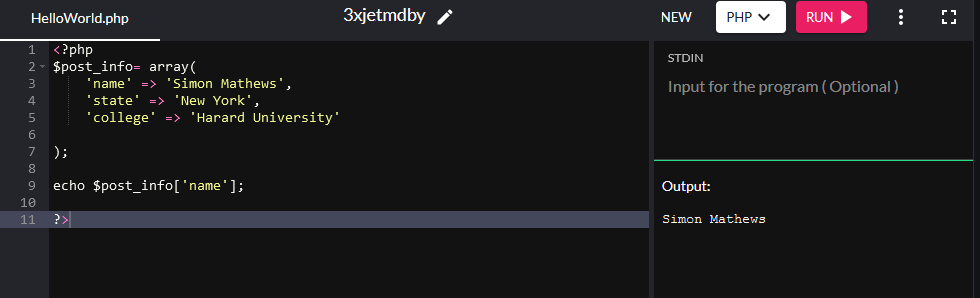 HelloWorld.php
3xjetmdby
NEW
PHP
RUN
1 <?php
2 $post_info= array(
3 'name' => 'Simon Mathews',
4 'state' => 'New York',
5 'college' => 'Harard University'
6
7 );
8
9 echo $post_info['name'];
10
11 ?>
STDIN
Input for the program ( Optional )
Output:
Simon Mathews